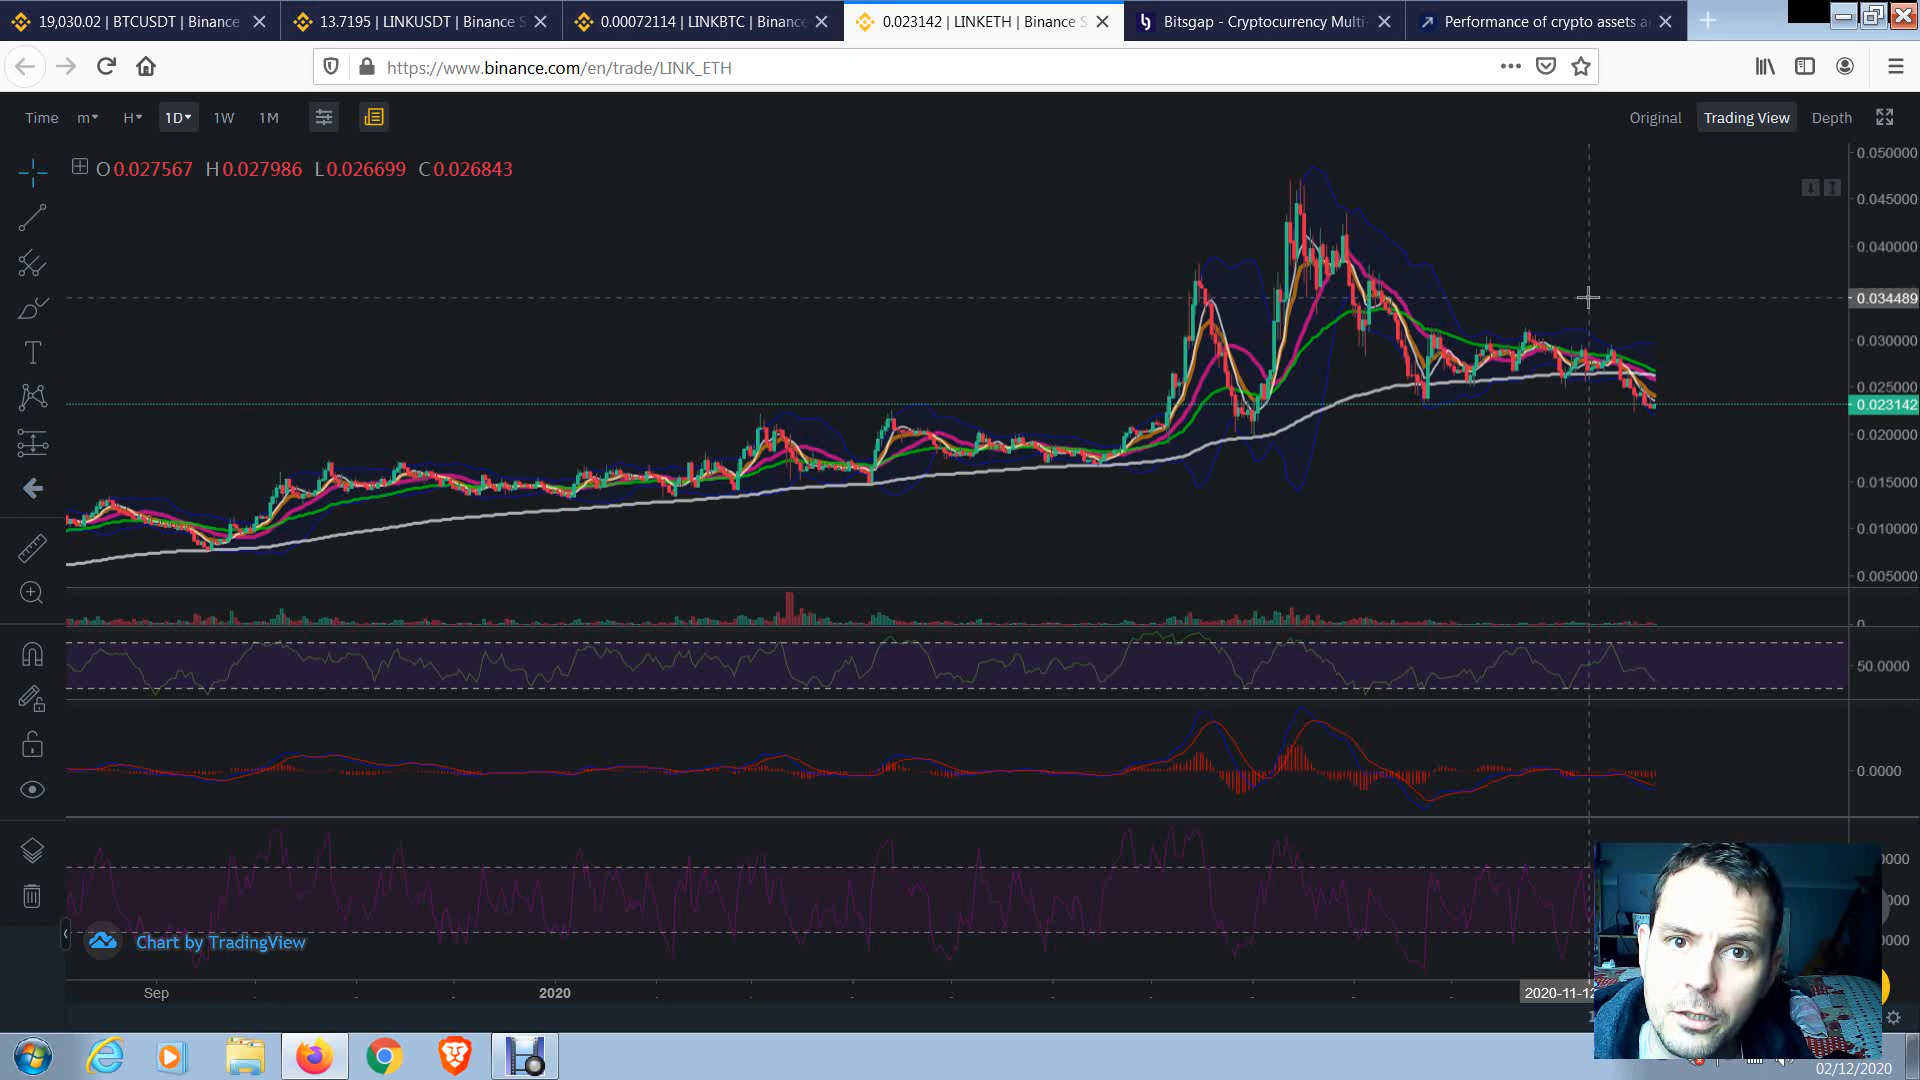 19,030.02 | BTCUSDT | Binance
13.7195 | LINKUSDT | Binance S
0.00072114 | LINKBTC | Binance
0.023142 | LINKETH | Binance S
Bitsgap - Cryptocurrency Multi-
Performance of crypto assets a
https://www.binance.com/en/trade/LINK_ETH
Time m H 1D 1W 1M
Original Trading View Depth
O 0.027567 H 0.027986 L 0.026699 C 0.026843
0.050000
0.045000
0.040000
0.034489
0.030000
0.025000
0.023142
0.020000
0.015000
0.010000
0.005000
0
50.0000
0.0000
0000
000
0000
Chart by TradingView
Sep
2020
2020-11-12
02/12/2020